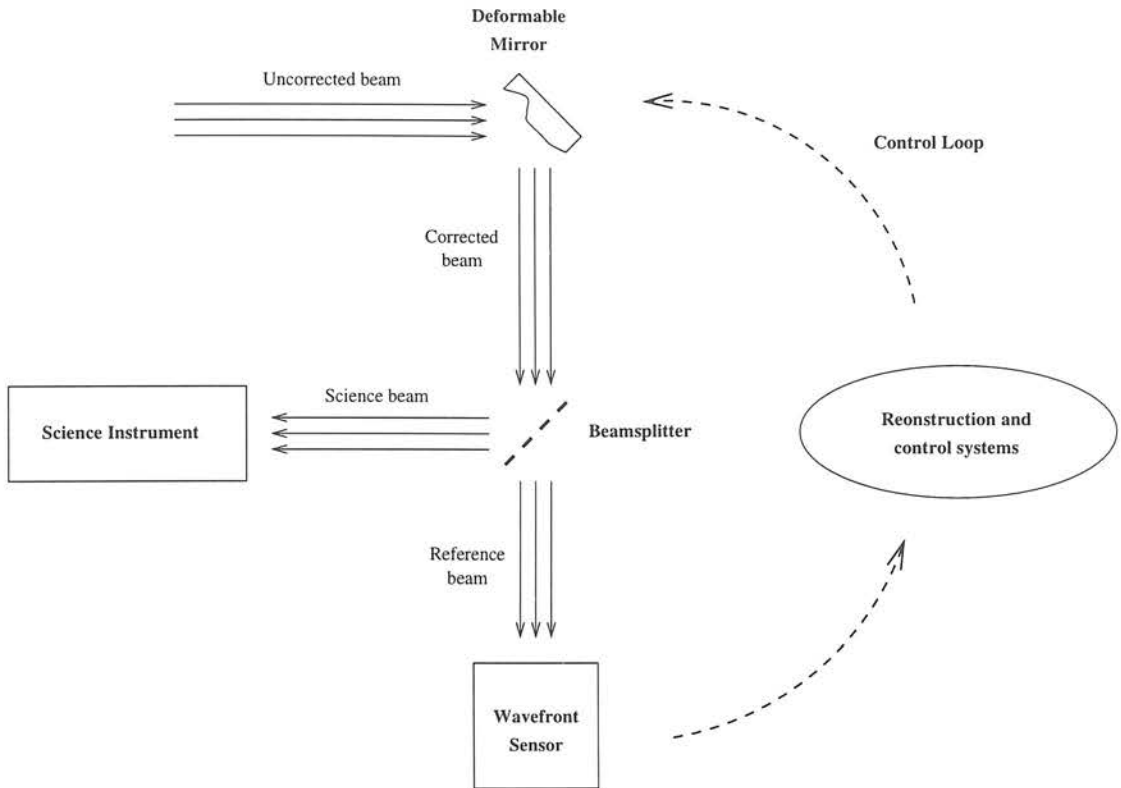 Deformable
Mirror
Uncorrected beam
Control Loop
Corrected
beam
Science beam
Science Instrument
Beamsplitter
Reonstruction and
control systems
Reference
beam
Wavefront
Sensor